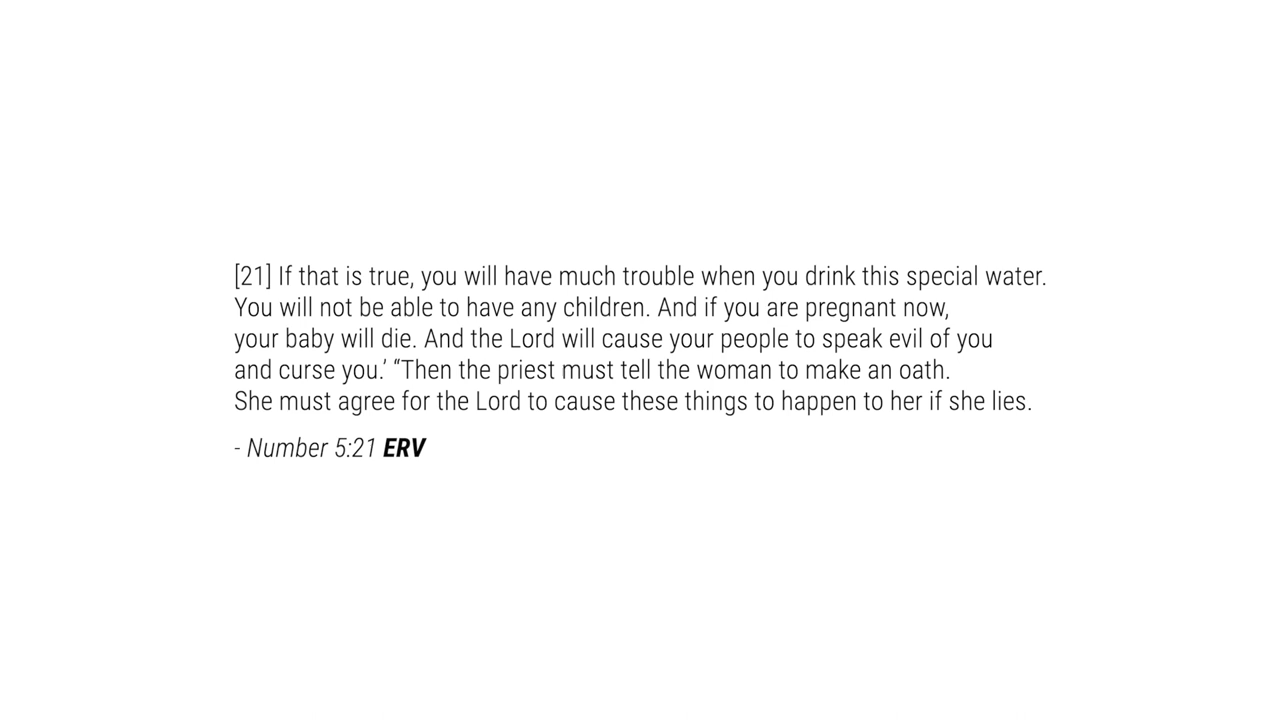 [21] If that is true, you will have much trouble when you drink this special water.
You will not be able to have any children. And if you are pregnant now,
your baby will die. And the Lord will cause your people to speak evil of you
and curse you.’ “Then the priest must tell the woman to make an oath.
She must agree for the Lord to cause these things to happen to her if she lies.
- Number 5:21 ERV